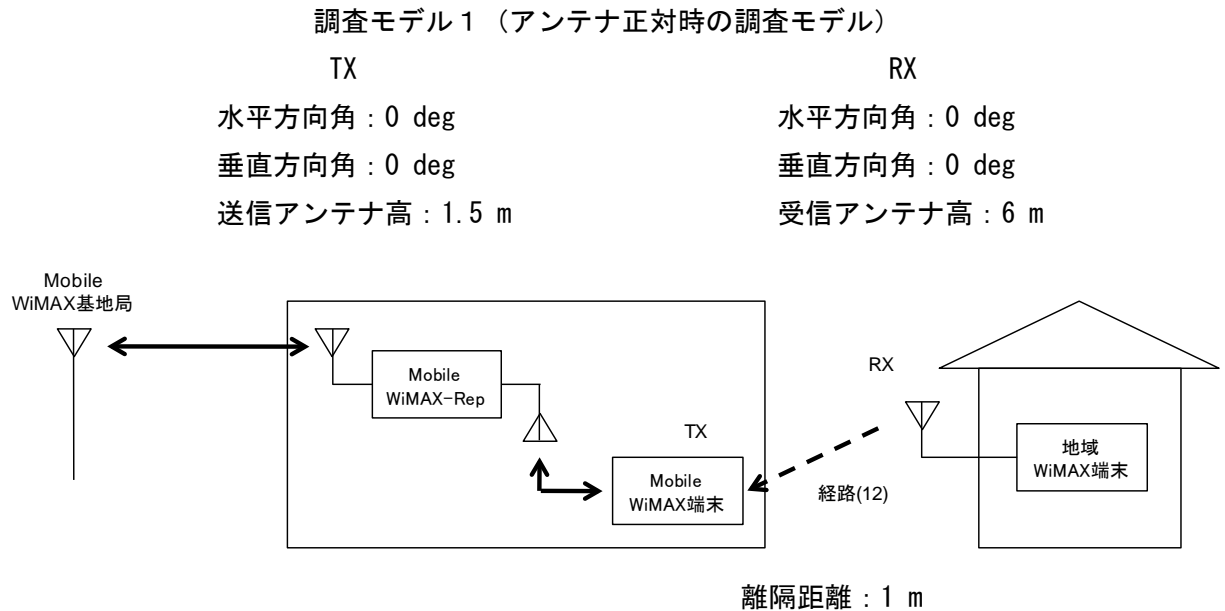 調査モデル１（アンテナ正対時の調査モデル）
TX
水平方向角：0 deg
垂直方向角：0 deg
送信アンテナ高：1.5 m
RX
水平方向角：0 deg
垂直方向角：0 deg
受信アンテナ高：6 m
Mobile
WiMAX基地局
Mobile
WiMAX-Rep
TX
Mobile
WiMAX端末
経路(12)
RX
地域
WiMAX端末
離隔距離：1 m